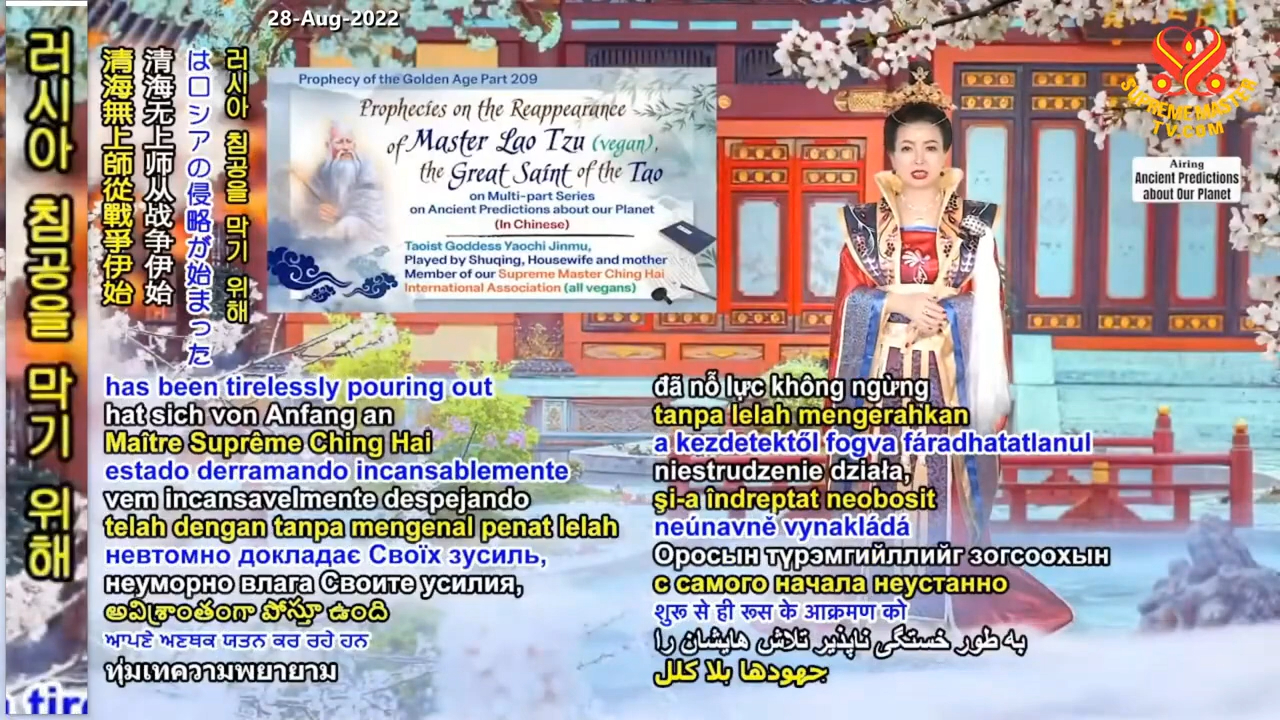 28-Aug-2022
러시아 침공을 막기 위해
清海無上師從戰爭伊始
清海无上师从战争伊始
はロシアの侵略が始まった
러시아 침공을 막기 위해
Prophecy of the Golden Age Part 209
Prophecies on the Reappearance
of Master Lao Tzu (vegan),
the Great Saint of the Tao
on Multi-part Series
on Ancient Predictions about our Planet
(In Chinese)
Taoist Goddess Yaochi Jinmu,
Played by Shuqing, Housewife and mother
Member of our Supreme Master Ching Hai
International Association (all vegans)
SUPREME MASTER
TV.COM
Airing
Ancient Predictions
about Our Planet
has been tirelessly pouring out
hat sich von Anfang an
Maître Suprême Ching Hai
estado derramando incansablemente
vem incansavelmente despejando
telah dengan tanpa mengenal penat lelah
невтомно докладає Своїх зусиль,
неуморно влага Своите усилия,
అవిశ్రాంతంగా పోస్తూ ఉంది
ਆਪਣੇ ਅਣਥਕ ਯਤਨ ਕਰ ਰਹੇ ਹਨ
ทุ่มเทความพยายาม
đã nỗ lực không ngừng
tanpa lelah mengerahkan
a kezdetektől fogva fáradhatatlanul
niestrudzenie działa,
şi-a îndreptat neobosit
neúnavně vynakládá
Оросын түрэмгийллийг зогсоохын
с самого начала неустанно
शुरू से ही रूस के आक्रमण को
به طور خستگی ناپذیر تلاش هایشان را
جهودها بلا كلل
tire